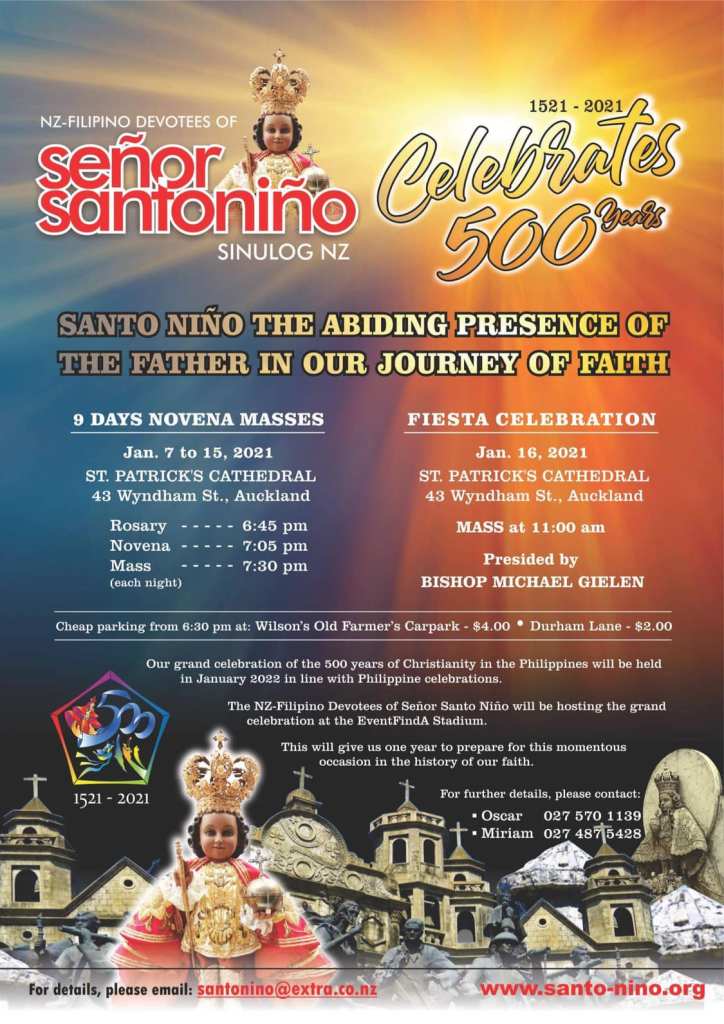 NZ-FILIPINO DEVOTEES OF
señor
santoniño
SINULOG NZ
1521 - 2021
Celebrates
500 Years
SANTO NIÑO THE ABIDING PRESENCE OF
THE FATHER IN OUR JOURNEY OF FAITH
9 DAYS NOVENA MASSES
Jan. 7 to 15, 2021
ST. PATRICK'S CATHEDRAL
43 Wyndham St., Auckland
Rosary - - - - - 6:45 pm
Novena - - - - - 7:05 pm
Mass - - - - - 7:30 pm
(each night)
FIESTA CELEBRATION
Jan. 16, 2021
ST. PATRICK'S CATHEDRAL
43 Wyndham St., Auckland
MASS at 11:00 am
Presided by
BISHOP MICHAEL GIELEN
Cheap parking from 6:30 pm at: Wilson's Old Farmer's Carpark - $4.00 • Durham Lane - $2.00
Our grand celebration of the 500 years of Christianity in the Philippines will be held
in January 2022 in line with Philippine celebrations.
The NZ-Filipino Devotees of Señor Santo Niño will be hosting the grand
celebration at the EventFindA Stadium.
This will give us one year to prepare for this momentous
occasion in the history of our faith.
500
1521 - 2021
For further details, please contact:
▪ Oscar 027 570 1139
▪ Miriam 027 487 5428
For details, please email: santonino@extra.co.nz
www.santo-nino.org